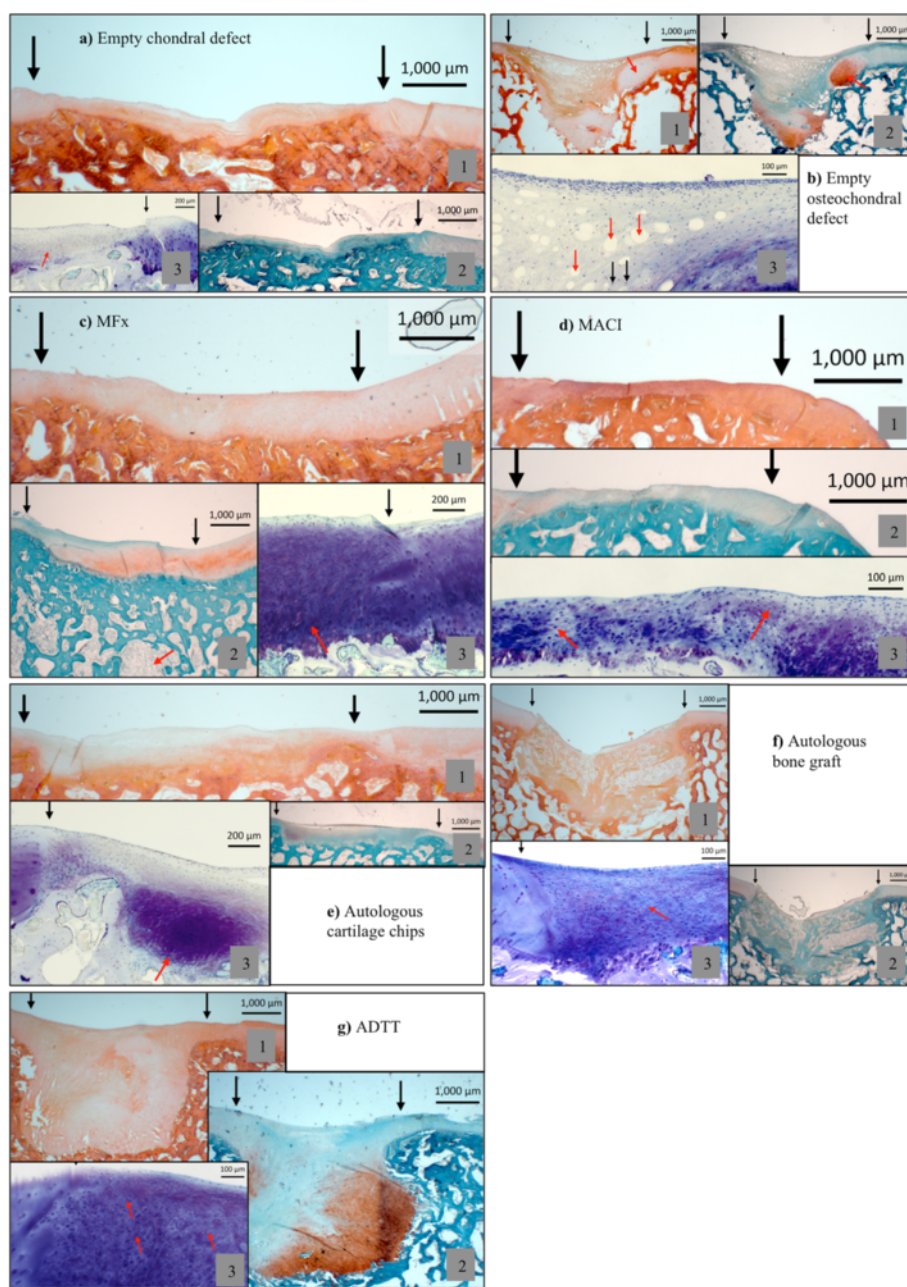 a) Empty chondral defect
1,000 µm
1
200 µm
3
1,000 µm
2
1,000 µm
1
1,000 µm
2
100 µm
3
b) Empty
osteochondral
defect
c) MFx
1,000 µm
1
1,000 µm
2
200 µm
3
d) MACI
1,000 µm
1
1,000 µm
2
100 µm
3
1,000 µm
1
200 µm
3
1,000 µm
2
e) Autologous
cartilage chips
1,000 µm
1
f) Autologous
bone graft
100 µm
3
1,000 µm
2
1,000 µm
1
g) ADTT
1,000 µm
2
100 µm
3